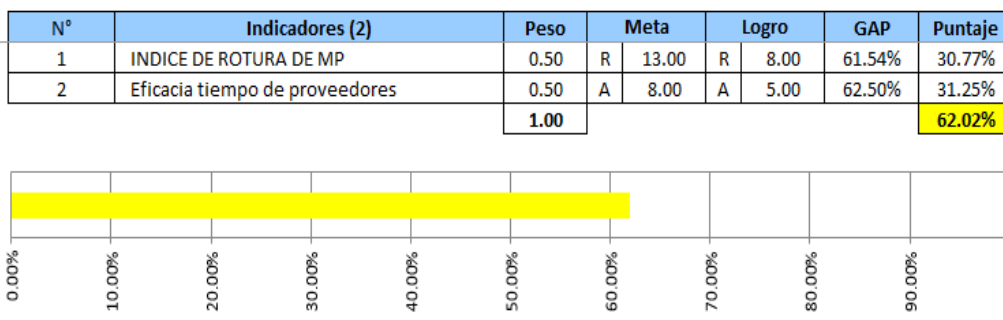 N° Indicadores (2) Peso Meta Logro GAP Puntaje
1 INDICE DE ROTURA DE MP 0.50 R 13.00 R 8.00 61.54% 30.77%
2 Eficacia tiempo de proveedores 0.50 A 8.00 A 5.00 62.50% 31.25%
1.00 62.02%
0.00% 10.00% 20.00% 30.00% 40.00% 50.00% 60.00% 70.00% 80.00% 90.00%